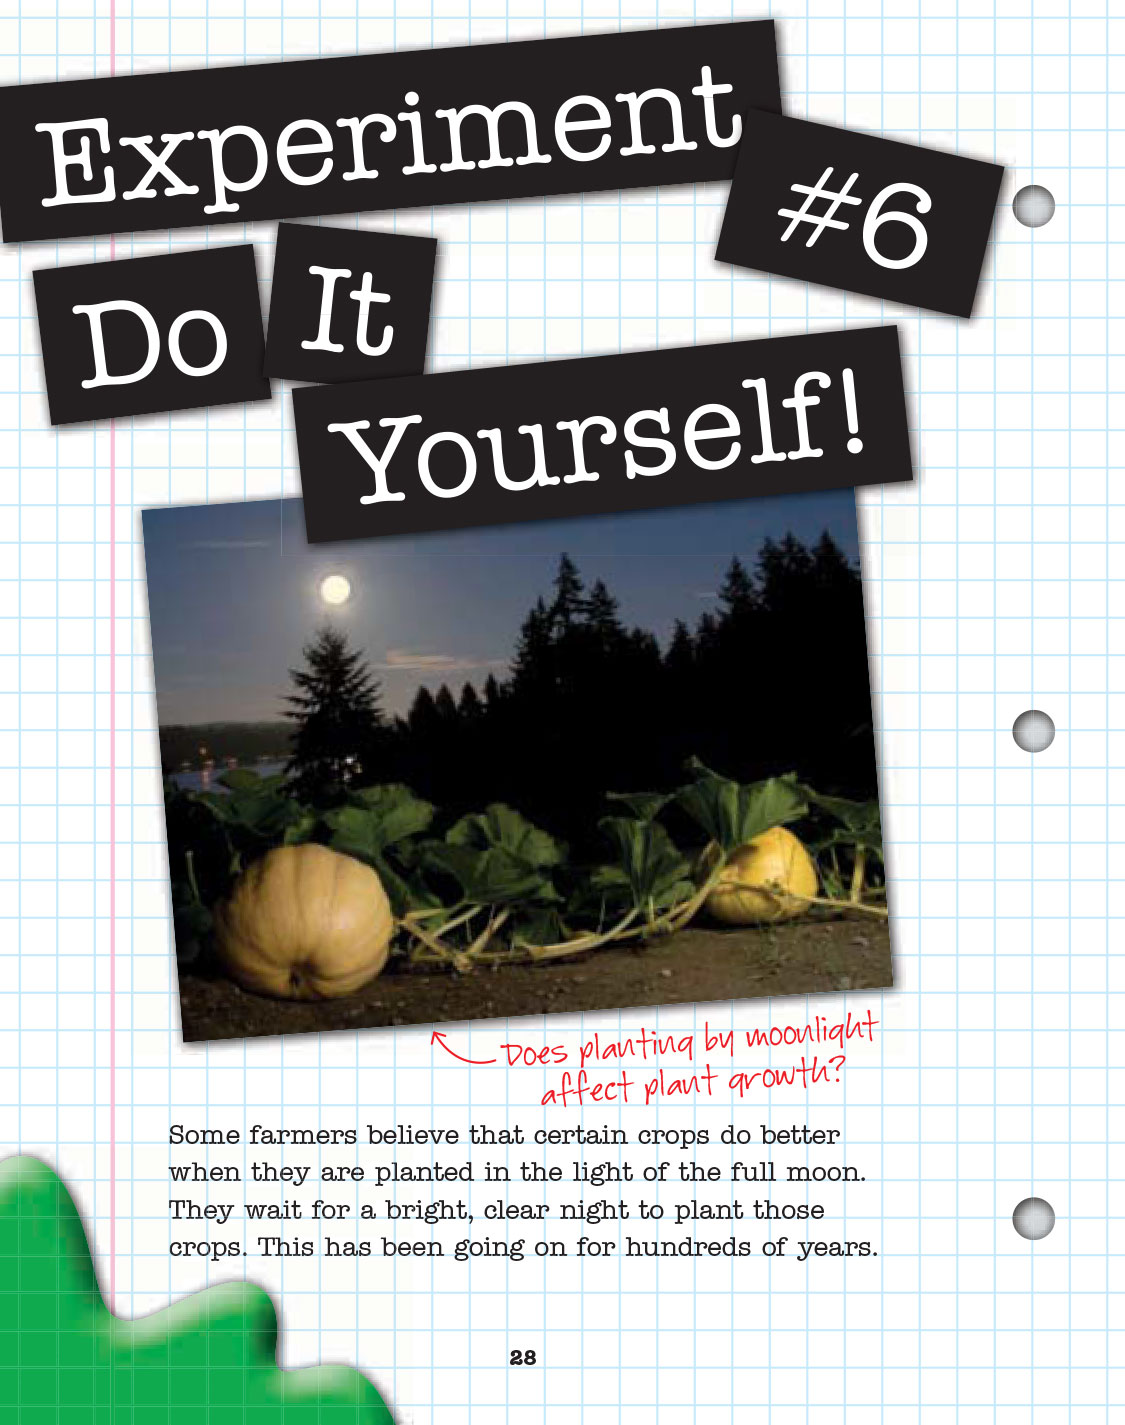 Experiment
#6
Do It
Yourself!
Does planting by moonlight
affect plant growth?
Some farmers believe that certain crops do better
when they are planted in the light of the full moon.
They wait for a bright, clear night to plant those
crops. This has been going on for hundreds of years.
28